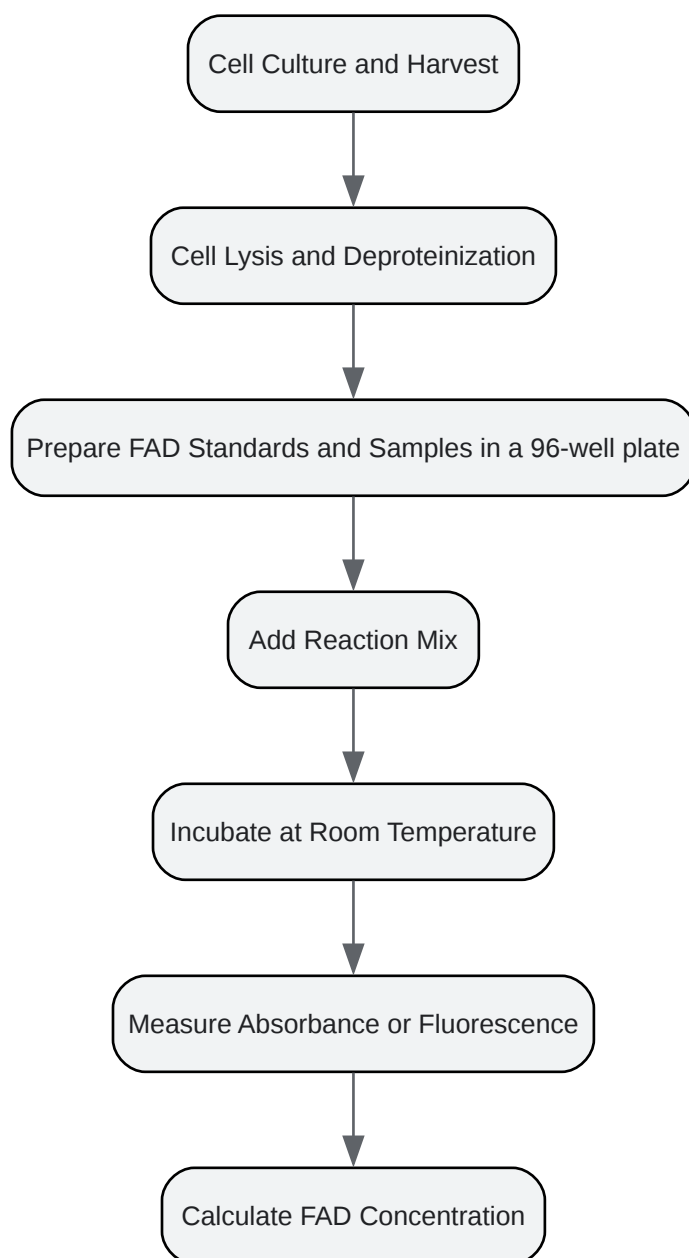 Cell Culture and Harvest
Cell Lysis and Deproteinization
Prepare FAD Standards and Samples in a 96-well plate
Add Reaction Mix
Incubate at Room Temperature
Measure Absorbance or Fluorescence
Calculate FAD Concentration